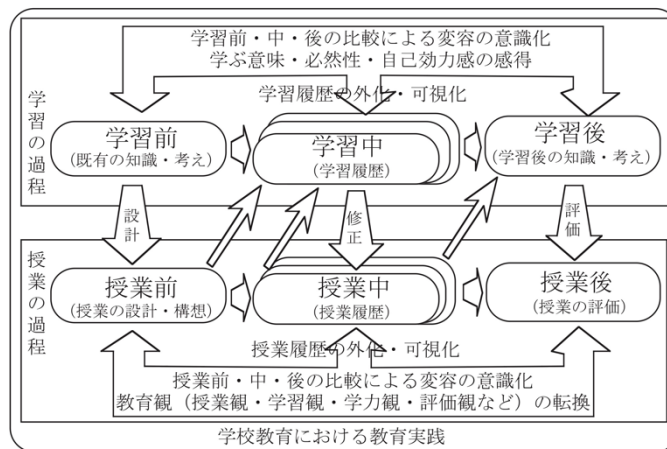 学習前・中・後の比較による変容の意識化
学ぶ意味・必然性・自己効力感の感得
学習履歴の外化・可視化
学習の過程
学習前
(既有の知識・考え)
学習中
(学習履歴)
学習後
(学習後の知識・考え)
設計
修正
評価
授業の過程
授業前
(授業の設計・構想)
授業中
(授業履歴)
授業後
(授業の評価)
授業履歴の外化・可視化
授業前・中・後の比較による変容の意識化
教育観（授業観・学習観・学力観・評価観など）の転換
学校教育における教育実践